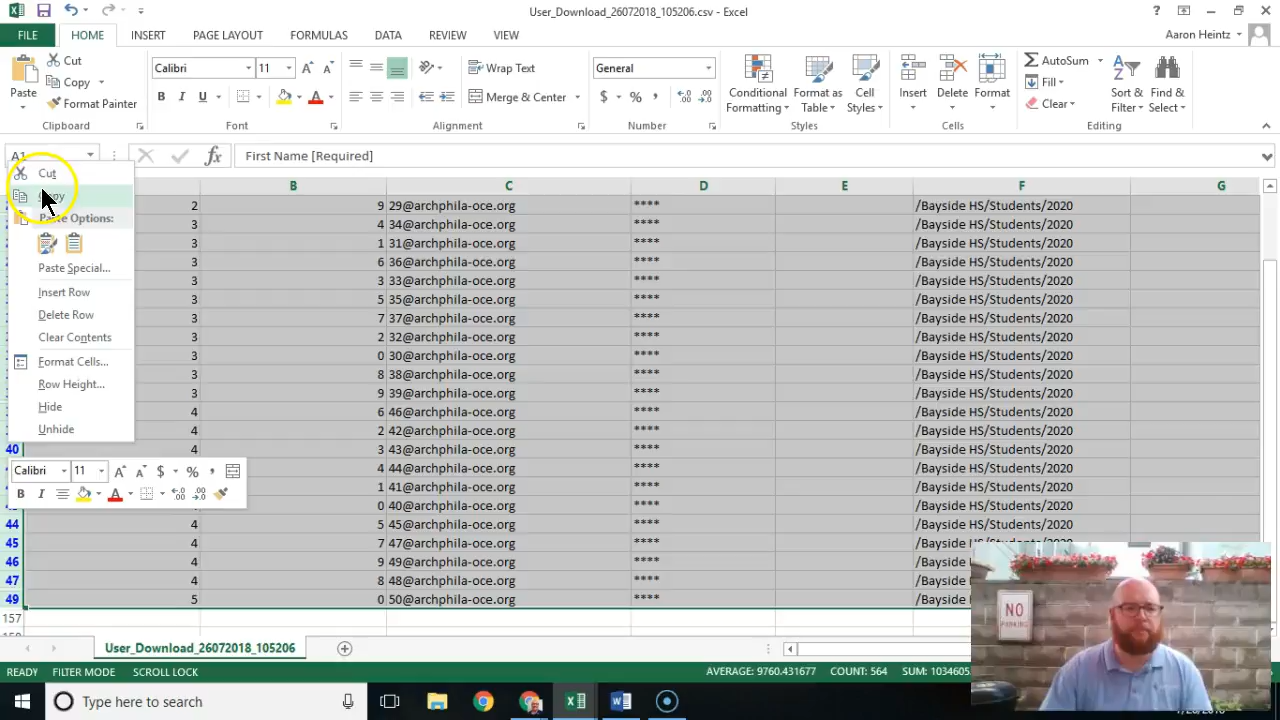 User_Download_26072018_105206.csv - Excel
?
FILE HOME INSERT PAGE LAYOUT FORMULAS DATA REVIEW VIEW
Aaron Heintz
Paste
Cut
Copy
Format Painter
Calibri 11
B I U
Wrap Text
Merge & Center
General
$ % ,
Conditional Formatting
Format as Table
Cell Styles
Insert
Delete
Format
AutoSum
Fill
Clear
Sort & Filter
Find & Select
Clipboard Font Alignment Number Styles Cells Editing
A1 fx First Name [Required]
B C D E F G
2 9 29@archphila-oce.org **** /Bayside HS/Students/2020
3 4 34@archphila-oce.org **** /Bayside HS/Students/2020
3 1 31@archphila-oce.org **** /Bayside HS/Students/2020
3 6 36@archphila-oce.org **** /Bayside HS/Students/2020
3 3 33@archphila-oce.org **** /Bayside HS/Students/2020
3 5 35@archphila-oce.org **** /Bayside HS/Students/2020
3 7 37@archphila-oce.org **** /Bayside HS/Students/2020
3 2 32@archphila-oce.org **** /Bayside HS/Students/2020
3 0 30@archphila-oce.org **** /Bayside HS/Students/2020
3 8 38@archphila-oce.org **** /Bayside HS/Students/2020
3 9 39@archphila-oce.org **** /Bayside HS/Students/2020
4 6 46@archphila-oce.org **** /Bayside HS/Students/2020
4 2 42@archphila-oce.org **** /Bayside HS/Students/2020
40 4 3 43@archphila-oce.org **** /Bayside HS/Students/2020
4 44@archphila-oce.org **** /Bayside HS/Students/2020
1 41@archphila-oce.org **** /Bayside HS/Students/2020
0 40@archphila-oce.org **** /Bayside HS/Students/2020
44 4 5 45@archphila-oce.org **** /Bayside HS/Students/2020
45 4 7 47@archphila-oce.org **** /Bayside HS/Students/2020
46 4 9 49@archphila-oce.org **** /Bayside
47 4 8 48@archphila-oce.org **** /Bayside
49 5 0 50@archphila-oce.org **** /Bayside
157
Cut
Copy
Paste Options:
Paste Special...
Insert Row
Delete Row
Clear Contents
Format Cells...
Row Height...
Hide
Unhide
Calibri 11 A A $ % ,
B I A
NO
PARKING
User_Download_26072018_105206
READY FILTER MODE SCROLL LOCK AVERAGE: 9760.431677 COUNT: 564 SUM: 1034605
Type here to search